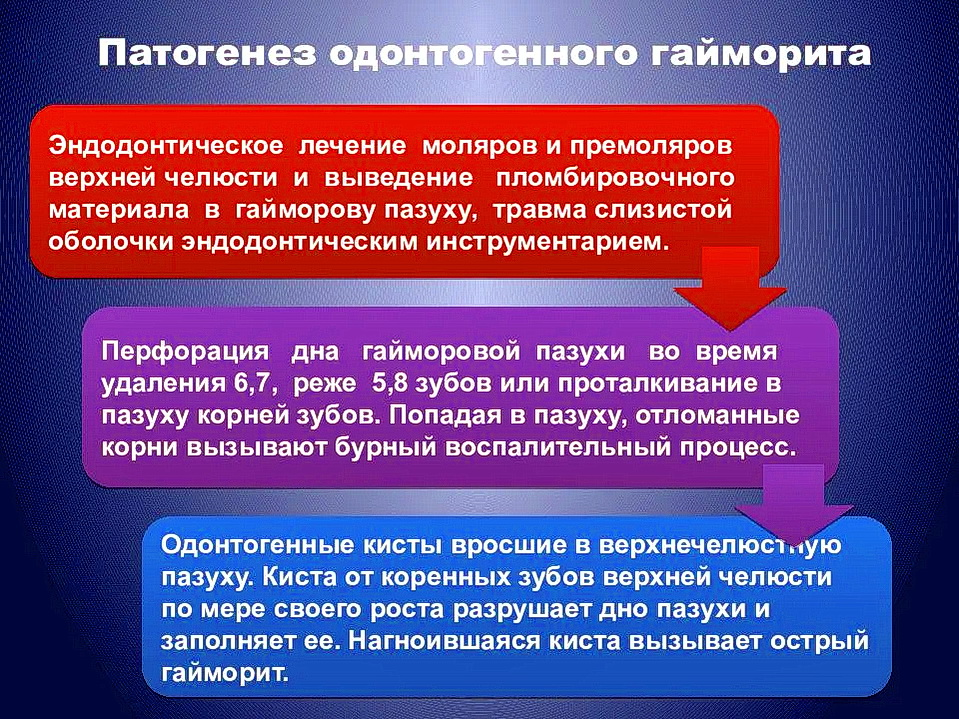 Патогенез одонтогенного гайморита
Эндодонтическое лечение моляров и премоляров
верхней челюсти и выведение пломбировочного
материала в гайморову пазуху, травма слизистой
оболочки эндодонтическим инструментарием.
Перфорация дна гайморовой пазухи во время
удаления 6,7, реже 5,8 зубов или проталкивание в
пазуху корней зубов. Попадая в пазуху, отломанные
корни вызывают бурный воспалительный процесс.
Одонтогенные кисты вросшие в верхнечелюстную
пазуху. Киста от коренных зубов верхней челюсти
по мере своего роста разрушает дно пазухи и
заполняет ее. Нагноившаяся киста вызывает острый
гайморит.